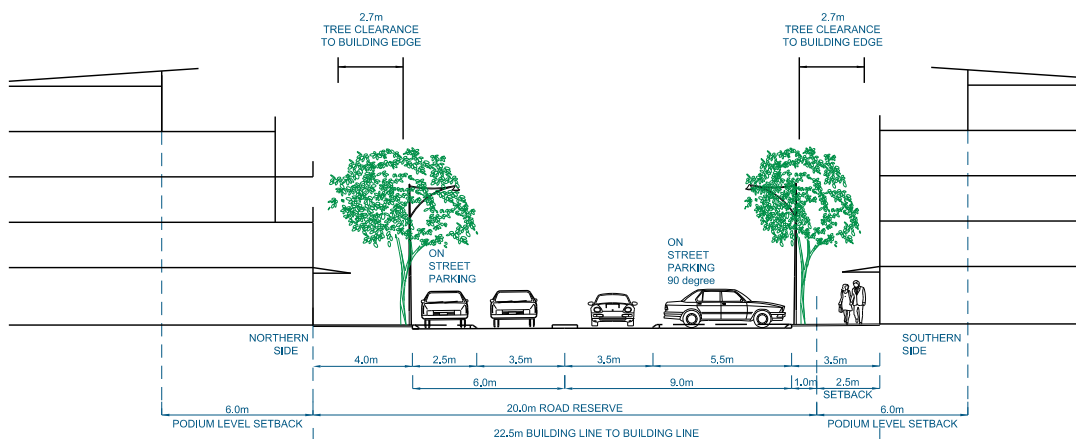 2.7m
TREE CLEARANCE
TO BUILDING EDGE
2.7m
TREE CLEARANCE
TO BUILDING EDGE
ON
STREET
PARKING
ON
STREET
PARKING
90 degree
NORTHERN
SIDE
SOUTHERN
SIDE
4.0m
2.5m
3.5m
3.5m
5.5m
3.5m
6.0m
9.0m
1.0m
2.5m
SETBACK
6.0m
PODIUM LEVEL SETBACK
20.0m ROAD RESERVE
6.0m
PODIUM LEVEL SETBACK
22.5m BUILDING LINE TO BUILDING LINE